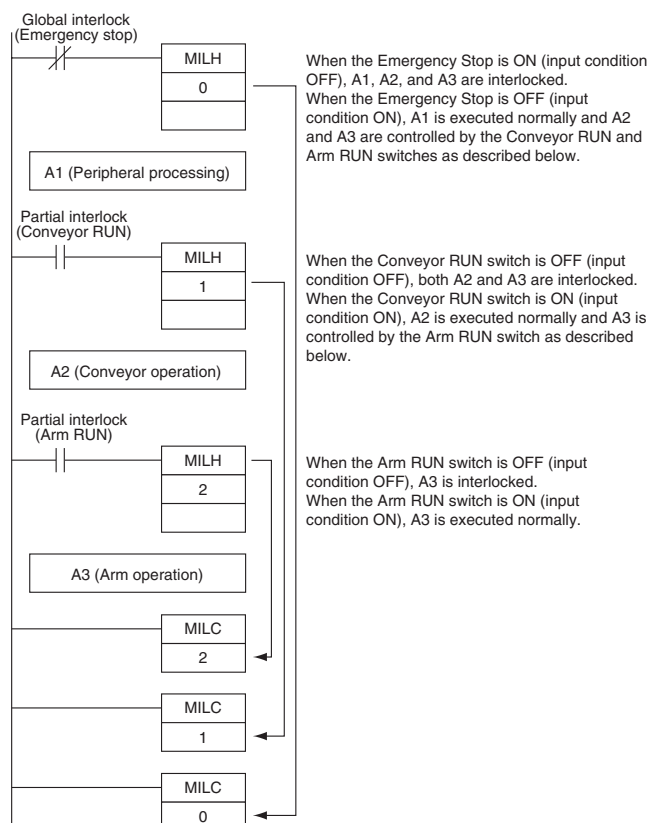 Global interlock
(Emergency stop)
MILH
0
When the Emergency Stop is ON (input condition
OFF), A1, A2, and A3 are interlocked.
When the Emergency Stop is OFF (input
condition ON), A1 is executed normally and A2
and A3 are controlled by the Conveyor RUN and
Arm RUN switches as described below.
A1 (Peripheral processing)
Partial interlock
(Conveyor RUN)
MILH
1
When the Conveyor RUN switch is OFF (input
condition OFF), both A2 and A3 are interlocked.
When the Conveyor RUN switch is ON (input
condition ON), A2 is executed normally and A3 is
controlled by the Arm RUN switch as described
below.
A2 (Conveyor operation)
Partial interlock
(Arm RUN)
MILH
2
When the Arm RUN switch is OFF (input
condition OFF), A3 is interlocked.
When the Arm RUN switch is ON (input
condition ON), A3 is executed normally.
A3 (Arm operation)
MILC
2
MILC
1
MILC
0